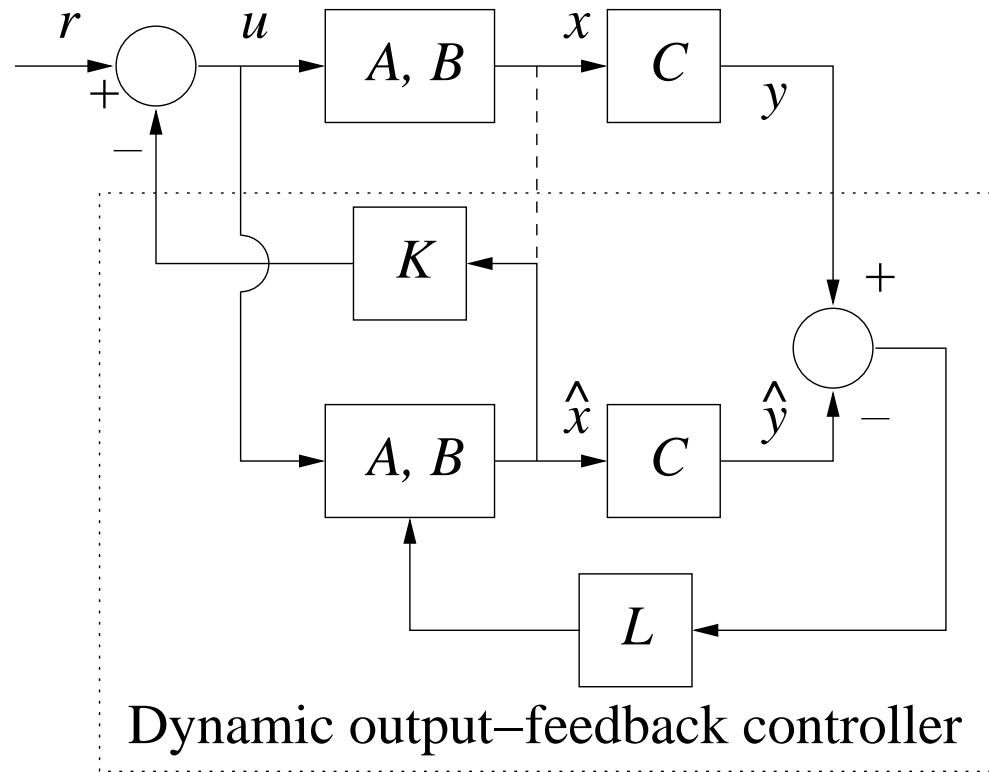 r
u
A, B
x
C
y
+
−
K
+
A, B
x̂
C
ŷ
−
L
Dynamic output−feedback controller